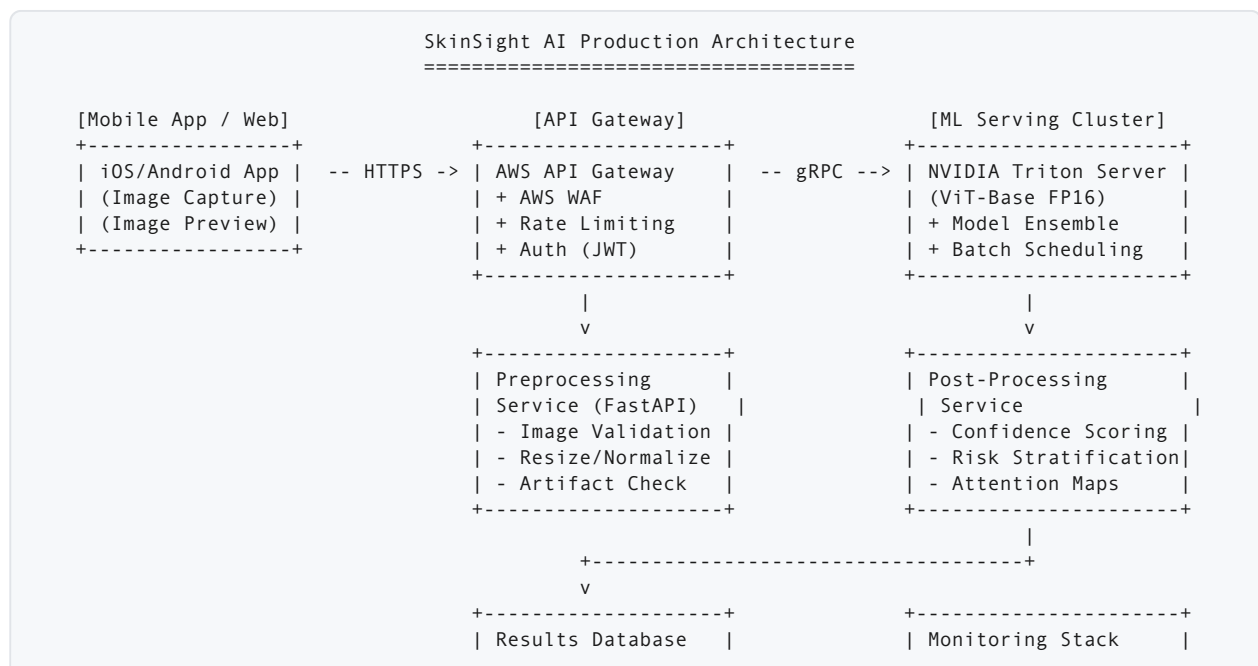 SkinSight AI Production Architecture
====================================
[Mobile App / Web]                    [API Gateway]                    [ML Serving Cluster]
+-----------------+              +--------------------+              +----------------------+
| iOS/Android App |  -- HTTPS -> | AWS API Gateway    |  -- gRPC --> | NVIDIA Triton Server |
| (Image Capture) |              | + AWS WAF          |              | (ViT-Base FP16)      |
| (Image Preview) |              | + Rate Limiting    |              | + Model Ensemble     |
+-----------------+              | + Auth (JWT)       |              | + Batch Scheduling   |
+--------------------+              +----------------------+
|                                    |
v                                    v
+--------------------+              +----------------------+
| Preprocessing      |              | Post-Processing      |
| Service (FastAPI)   |              | Service              |
| - Image Validation |              | - Confidence Scoring |
| - Resize/Normalize |              | - Risk Stratification|
| - Artifact Check   |              | - Attention Maps     |
+--------------------+              +----------------------+
|
+------------------------------------+
v
+--------------------+              +----------------------+
| Results Database   |              | Monitoring Stack     |